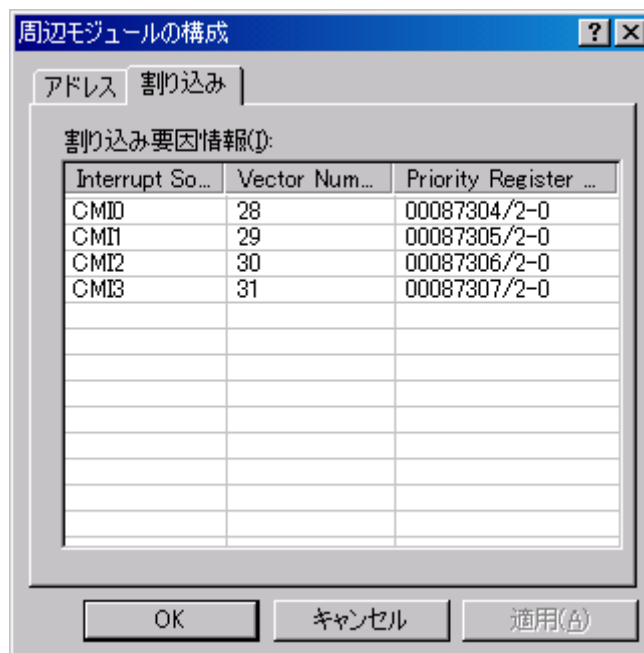 周辺モジュールの構成
アドレス 割り込み
割り込み要因情報(I):
Interrupt So... Vector Num... Priority Register ...
CMI0 28 00087304/2-0
CMI1 29 00087305/2-0
CMI2 30 00087306/2-0
CMI3 31 00087307/2-0
OK キャンセル 適用(A)